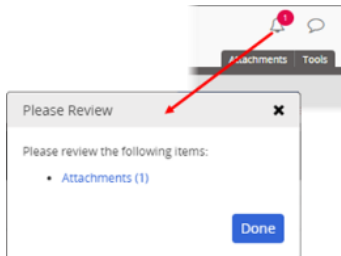 1
Attachments Tools
Please Review
Please review the following items:
• Attachments (1)
Done